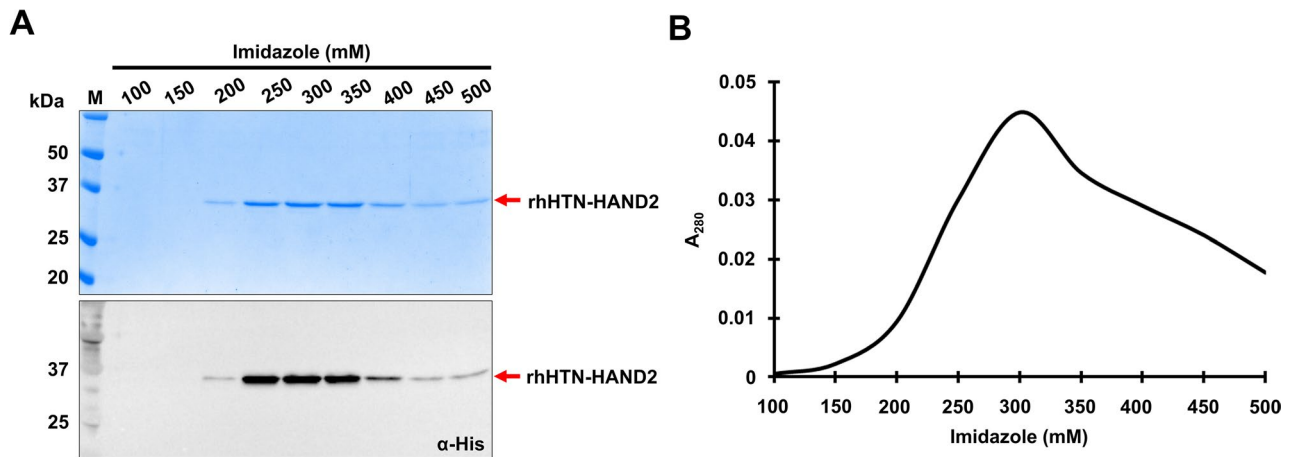 A
Imidazole (mM)
kDa M 100 150 200 250 300 350 400 450 500
50
37
25
20
rhHTN-HAND2
37
25
rhHTN-HAND2
α-His
B
0.05
0.04
0.03
0.02
0.01
0
A280
100 150 200 250 300 350 400 450 500
Imidazole (mM)